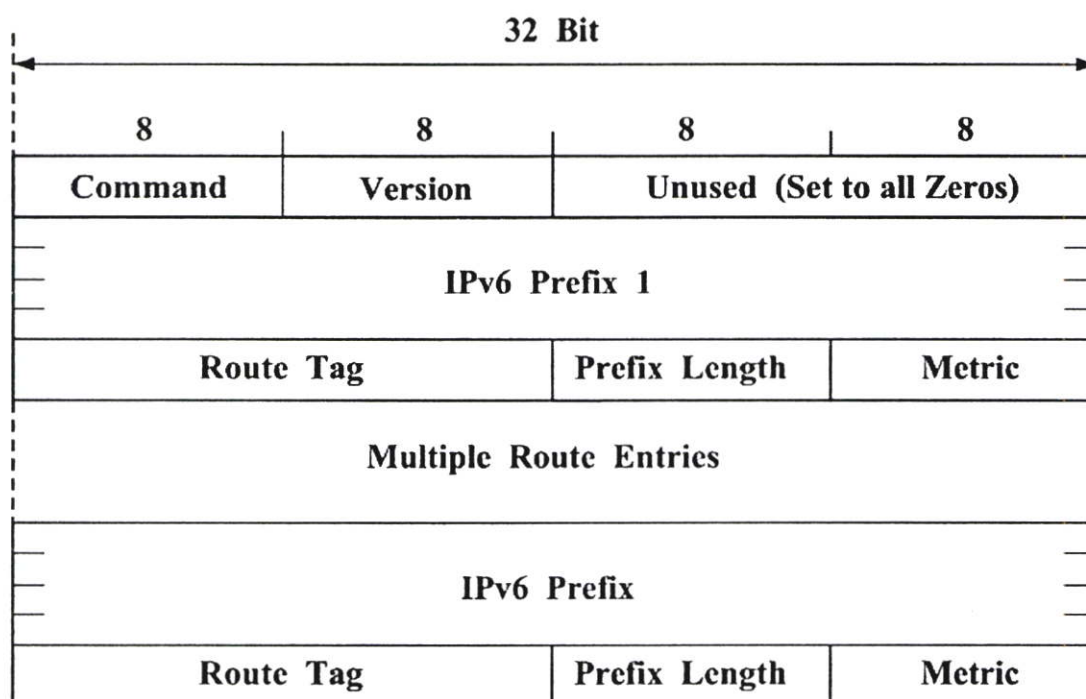 32 Bit
8 8 8 8
Command Version Unused (Set to all Zeros)
IPv6 Prefix 1
Route Tag Prefix Length Metric
Multiple Route Entries
IPv6 Prefix
Route Tag Prefix Length Metric